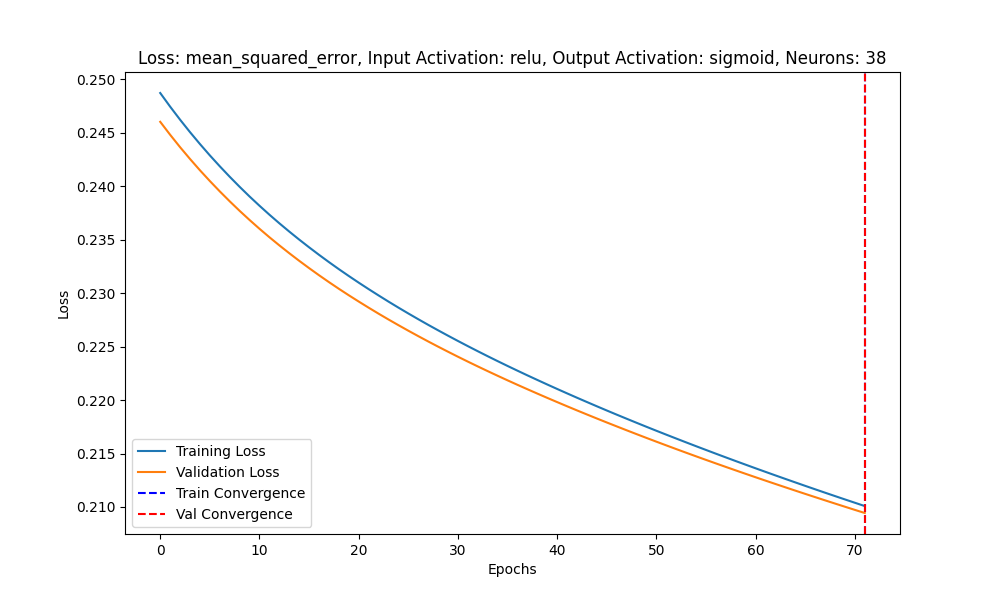 Loss: mean_squared_error, Input Activation: relu, Output Activation: sigmoid, Neurons: 38
0.250
0.245
0.240
0.235
0.230
0.225
0.220
0.215
0.210
Loss
Training Loss
Validation Loss
Train Convergence
Val Convergence
0 10 20 30 40 50 60 70
Epochs